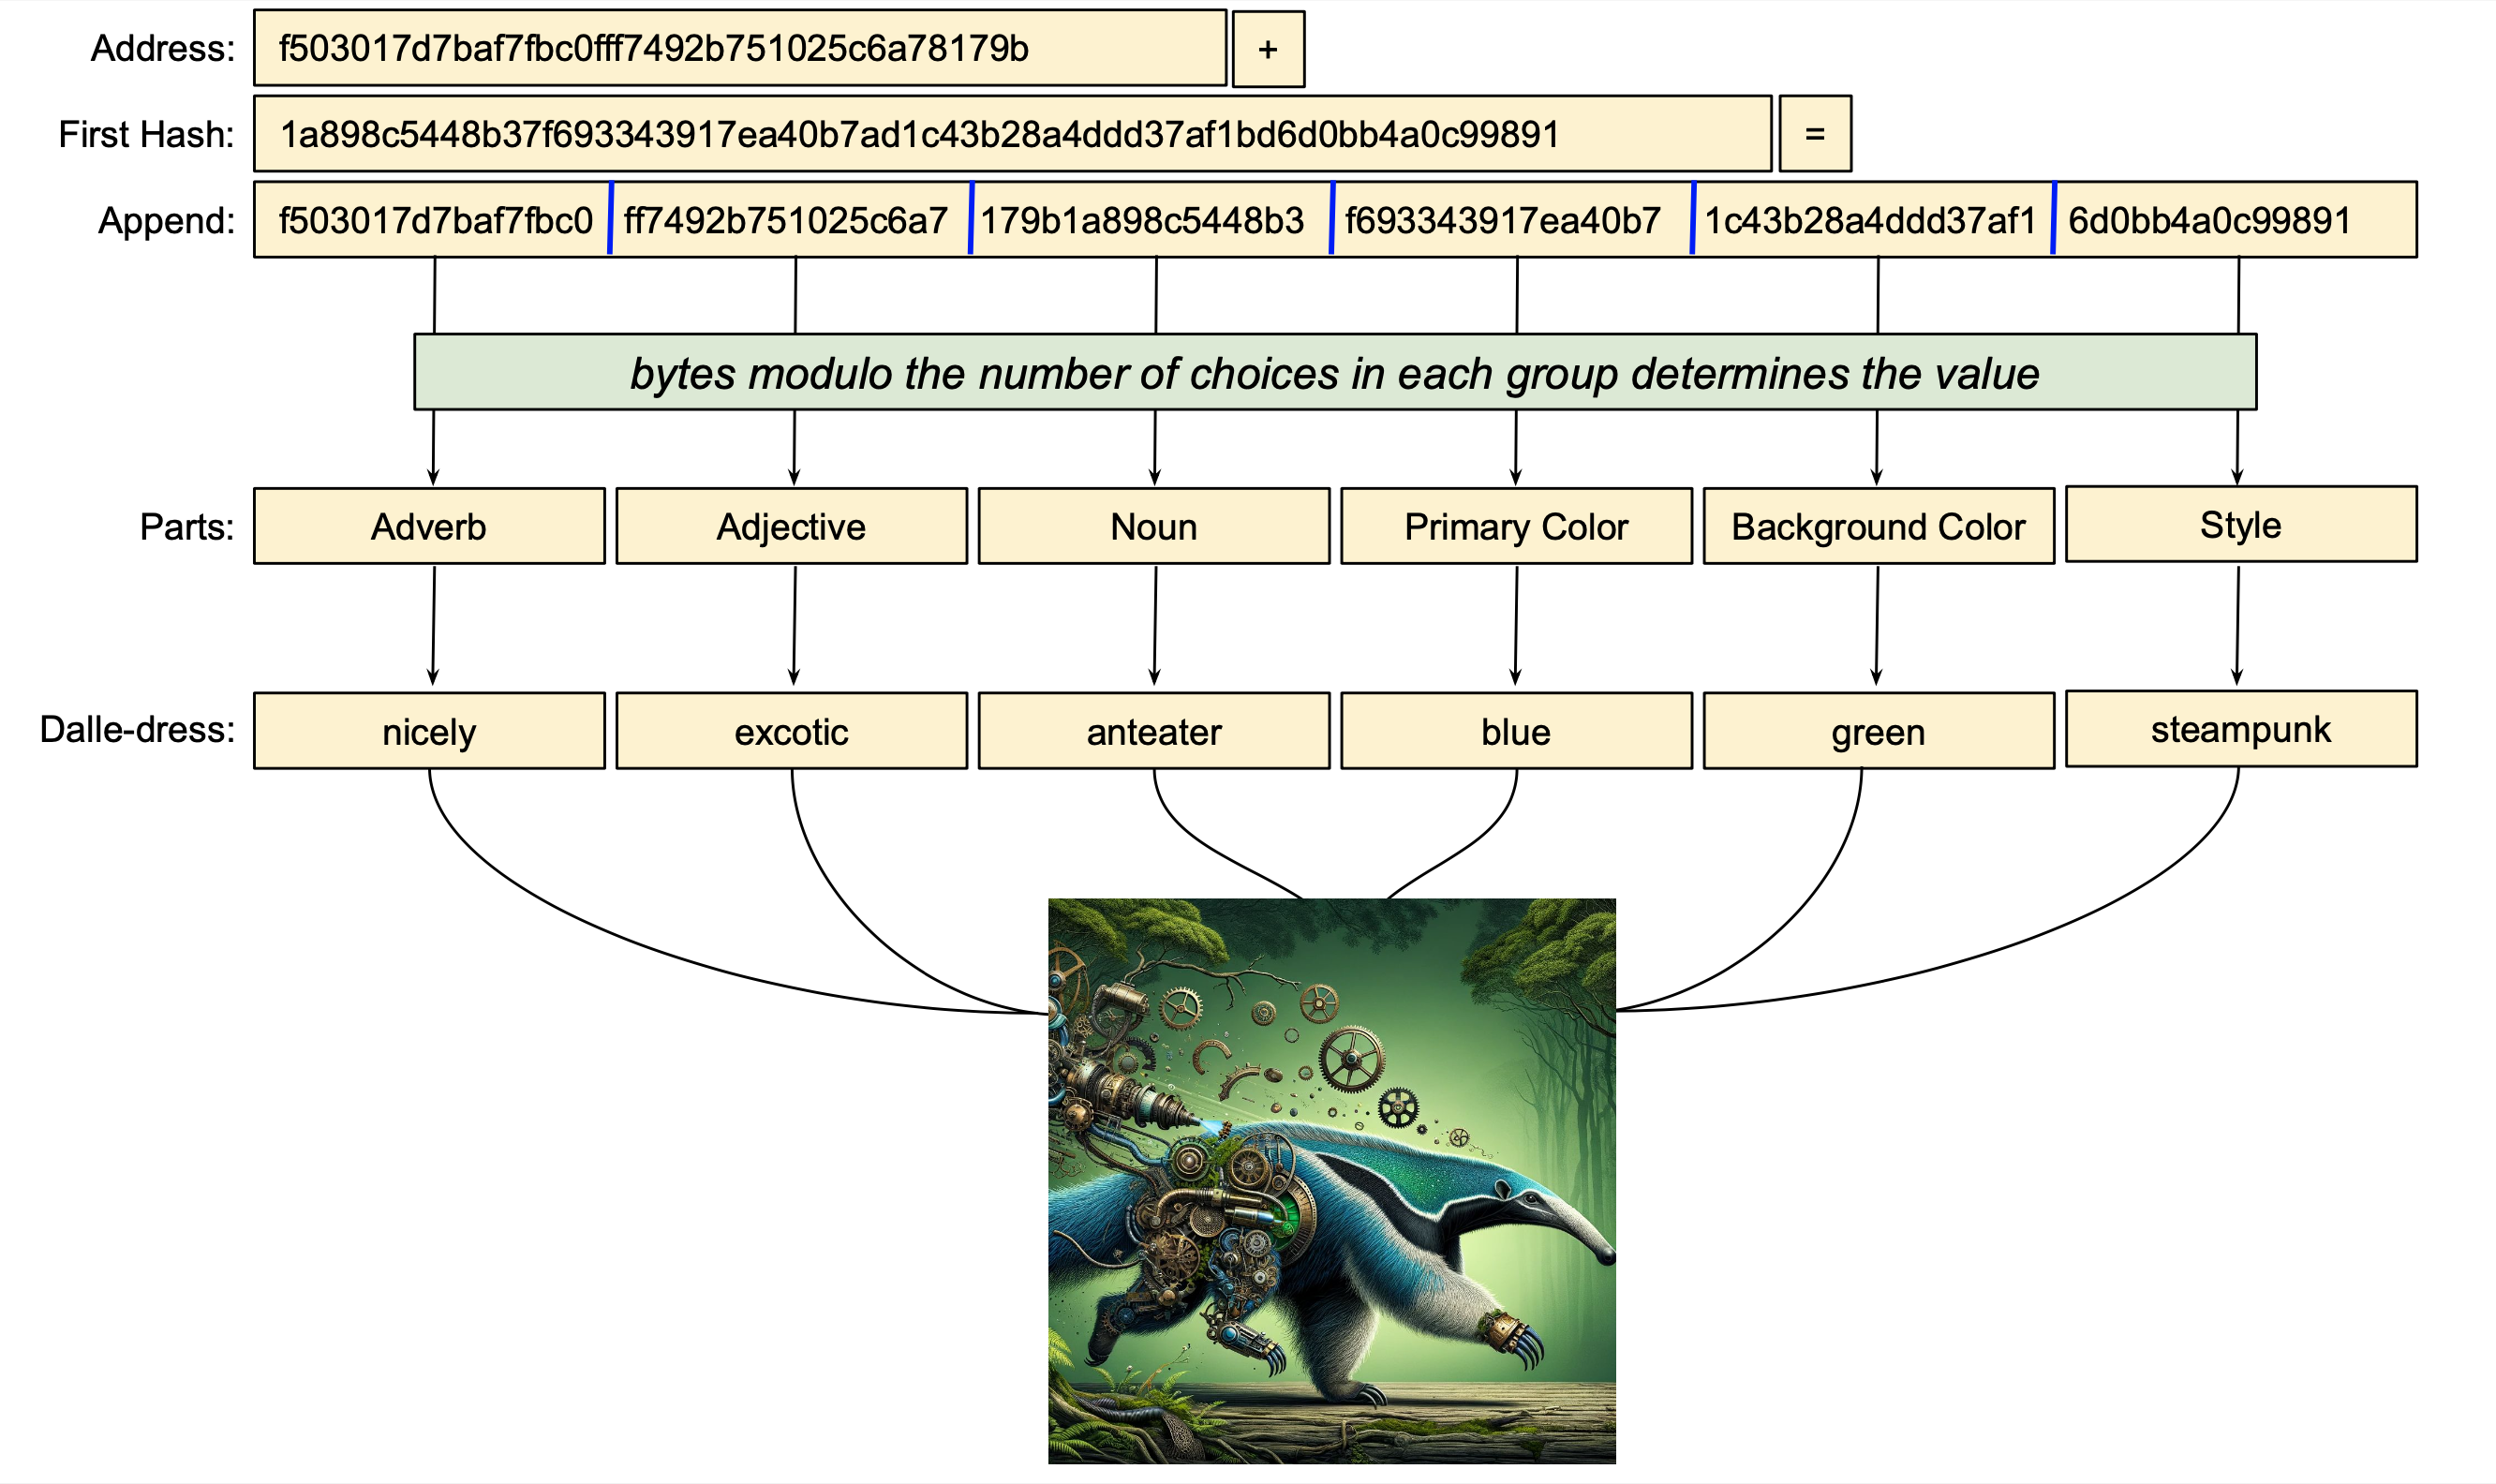 Address: f503017d7baf7fbc0fff7492b751025c6a78179b +
First Hash: 1a898c5448b37f693343917ea40b7ad1c43b28a4ddd37af1bd6d0bb4a0c99891 =
Append: f503017d7baf7fbc0 ff7492b751025c6a7 179b1a898c5448b3 f693343917ea40b7 1c43b28a4ddd37af1 6d0bb4a0c99891
bytes modulo the number of choices in each group determines the value
Parts: Adverb Adjective Noun Primary Color Background Color Style
Dalle-dress: nicely excotic anteater blue green steampunk